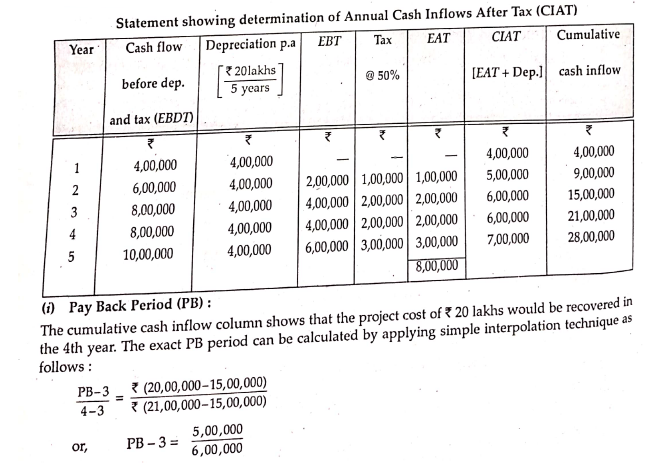 Statement showing determination of Annual Cash Inflows After Tax (CIAT)
Year Cash flow before dep. and tax (EBDT) Depreciation p.a [₹ 20lakhs / 5 years] EBT Tax @ 50% EAT CIAT [EAT + Dep.] Cumulative cash inflow
₹ ₹ ₹ ₹ ₹ ₹ ₹
1 4,00,000 4,00,000 — — — 4,00,000 4,00,000
2 6,00,000 4,00,000 2,00,000 1,00,000 1,00,000 5,00,000 9,00,000
3 8,00,000 4,00,000 4,00,000 2,00,000 2,00,000 6,00,000 15,00,000
4 8,00,000 4,00,000 4,00,000 2,00,000 2,00,000 6,00,000 21,00,000
5 10,00,000 4,00,000 6,00,000 3,00,000 3,00,000 7,00,000 28,00,000
8,00,000
(i) Pay Back Period (PB) :
The cumulative cash inflow column shows that the project cost of ₹ 20 lakhs would be recovered in
the 4th year. The exact PB period can be calculated by applying simple interpolation technique as
follows :
PB–3 / 4–3 = ₹ (20,00,000–15,00,000) / ₹ (21,00,000–15,00,000)
or, PB – 3 = 5,00,000 / 6,00,000